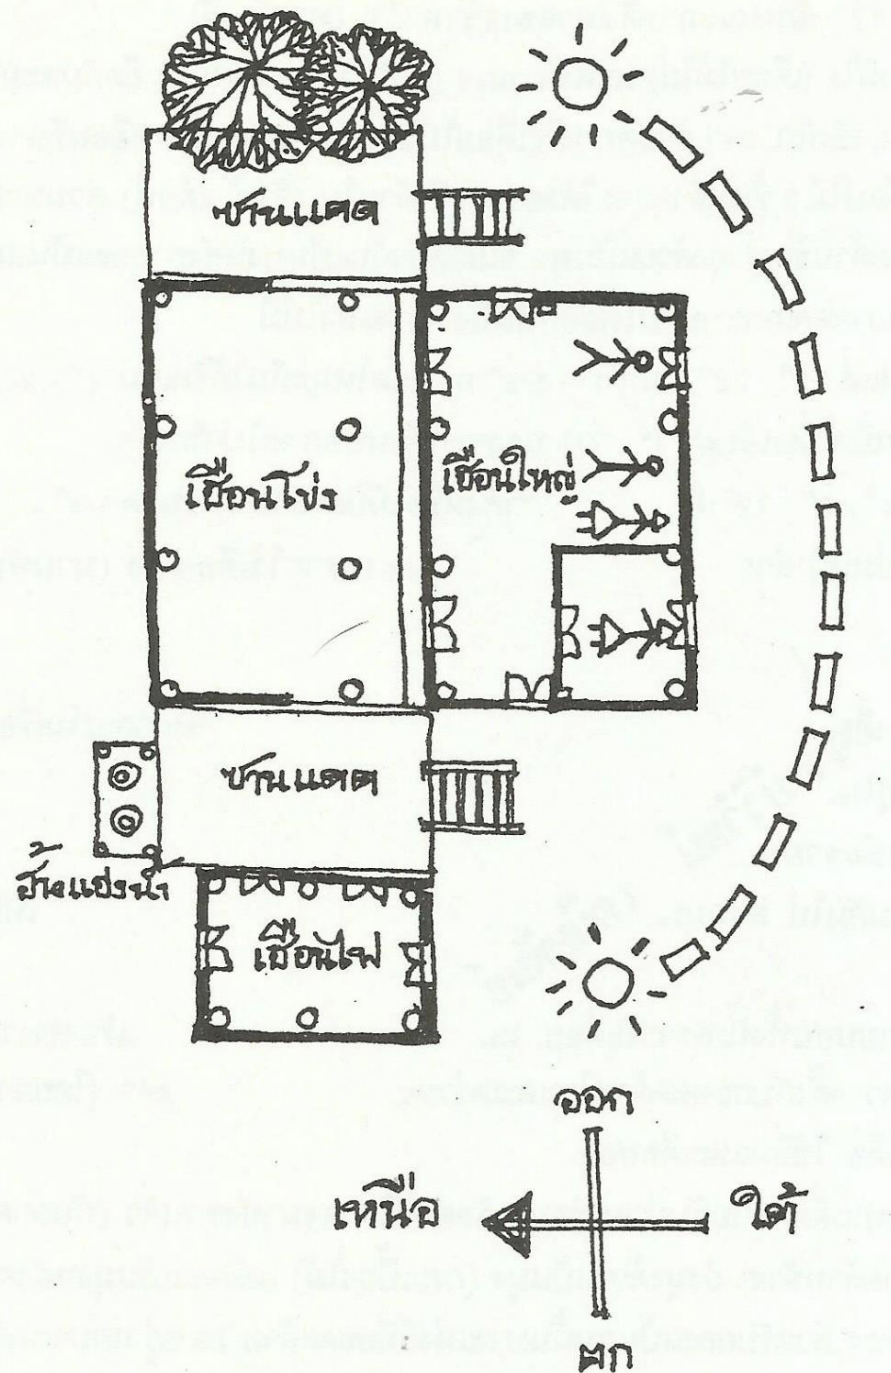 ชานแดด
เฮือนโข่ง
เฮือนใหญ่
ชานแดด
ฮ้างแอ่งน้ำ
เฮือนไฟ
ออก
เหนือ
ใต้
ตก